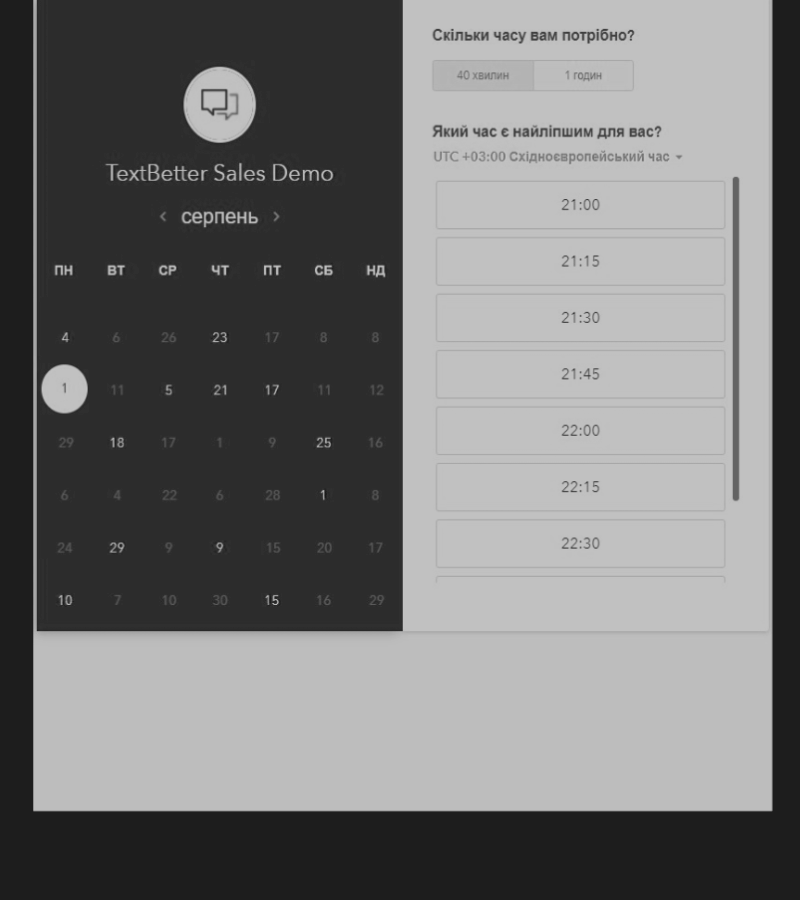 TextBetter Sales Demo
серпень
ПН ВТ СР ЧТ ПТ СБ НД
4 6 26 23 17 8 8
1 11 5 21 17 11 12
29 18 17 1 9 25 16
6 4 22 6 28 1 8
24 29 9 9 15 20 17
10 7 10 30 15 16 29
Скільки часу вам потрібно?
40 хвилин 1 годин
Який час є найліпшим для вас?
UTC +03:00 Східноєвропейський час
21:00
21:15
21:30
21:45
22:00
22:15
22:30